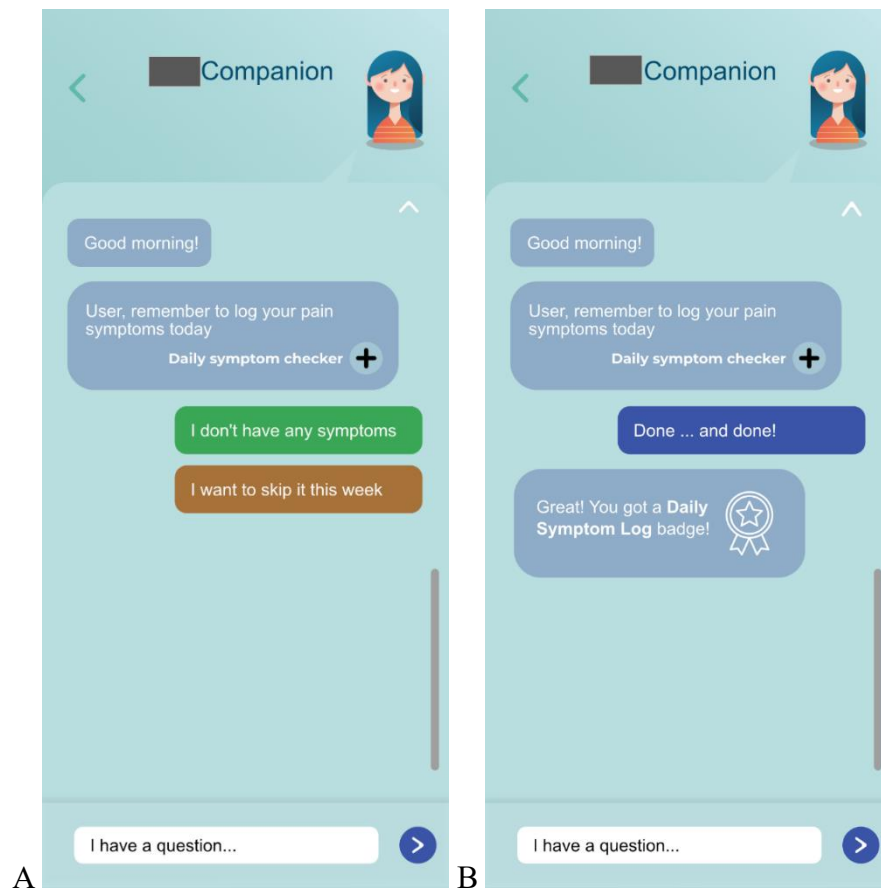 Companion
Good morning!
User, remember to log your pain
symptoms today
Daily symptom checker
I don't have any symptoms
I want to skip it this week
I have a question...
A
Companion
Good morning!
User, remember to log your pain
symptoms today
Daily symptom checker
Done ... and done!
Great! You got a Daily
Symptom Log badge!
I have a question...
B